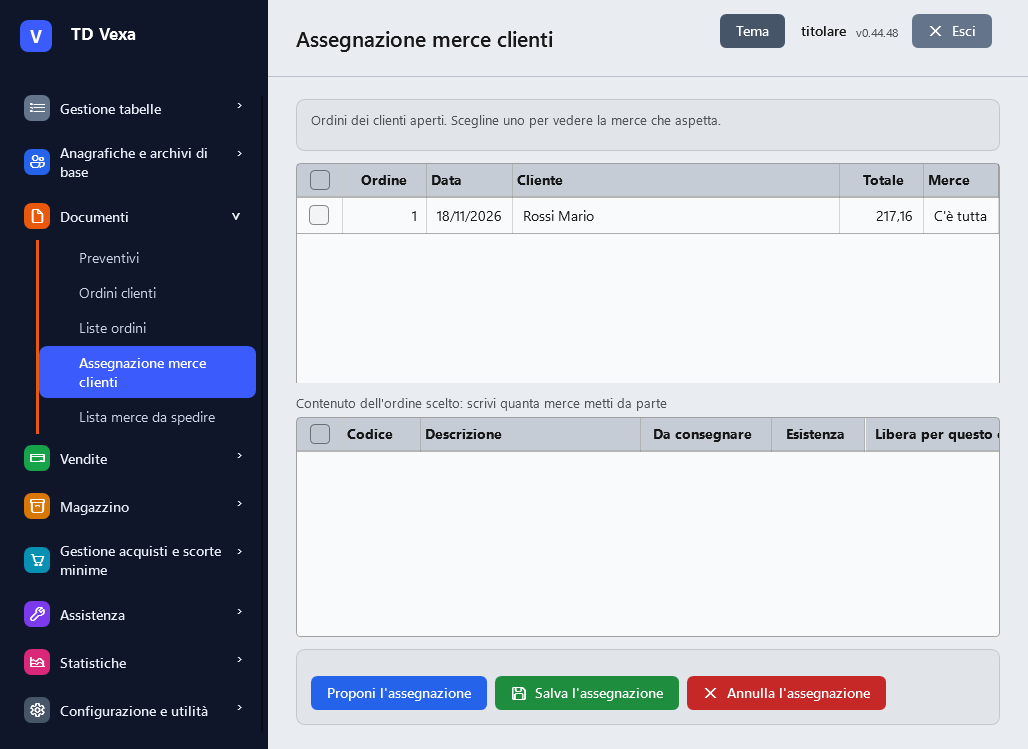 V
TD Vexa
Gestione tabelle
Anagrafiche e archivi di
base
Documenti
Preventivi
Ordini clienti
Liste ordini
Assegnazione merce
clienti
Lista merce da spedire
Vendite
Magazzino
Gestione acquisti e scorte
minime
Assistenza
Statistiche
Configurazione e utilità
Assegnazione merce clienti
Tema
titolare
v0.44.48
Esci
Ordini dei clienti aperti. Scegline uno per vedere la merce che aspetta.
Ordine Data Cliente Totale Merce
1 18/11/2026 Rossi Mario 217,16 C'è tutta
Contenuto dell'ordine scelto: scrivi quanta merce metti da parte
Codice Descrizione Da consegnare Esistenza Libera per questo
Proponi l'assegnazione
Salva l'assegnazione
Annulla l'assegnazione